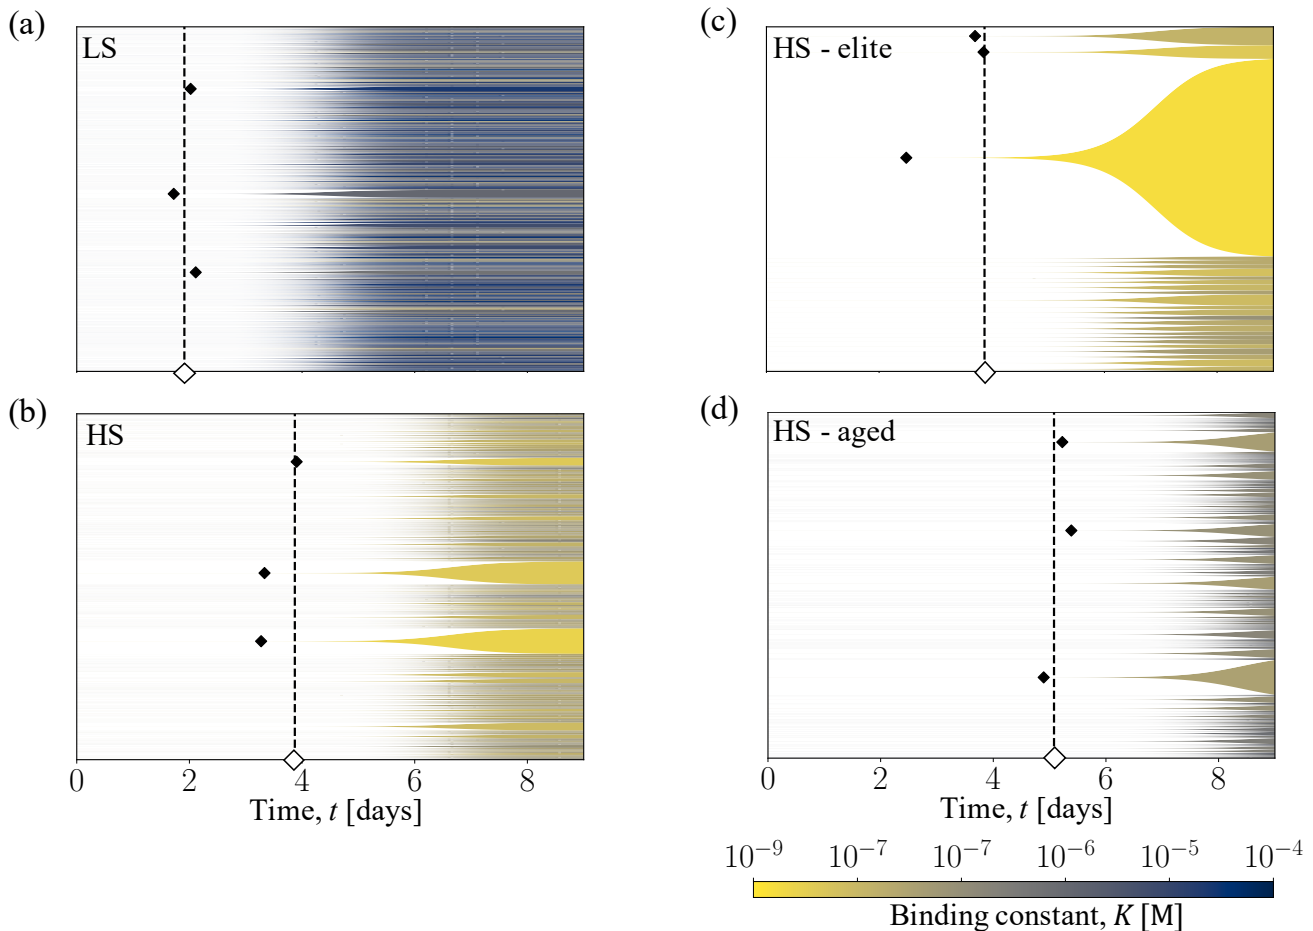 (a)
LS
(b)
HS
0 2 4 6 8
Time, t [days]
(c)
HS - elite
(d)
HS - aged
0 2 4 6 8
Time, t [days]
10⁻⁹ 10⁻⁷ 10⁻⁷ 10⁻⁶ 10⁻⁵ 10⁻⁴
Binding constant, K [M]